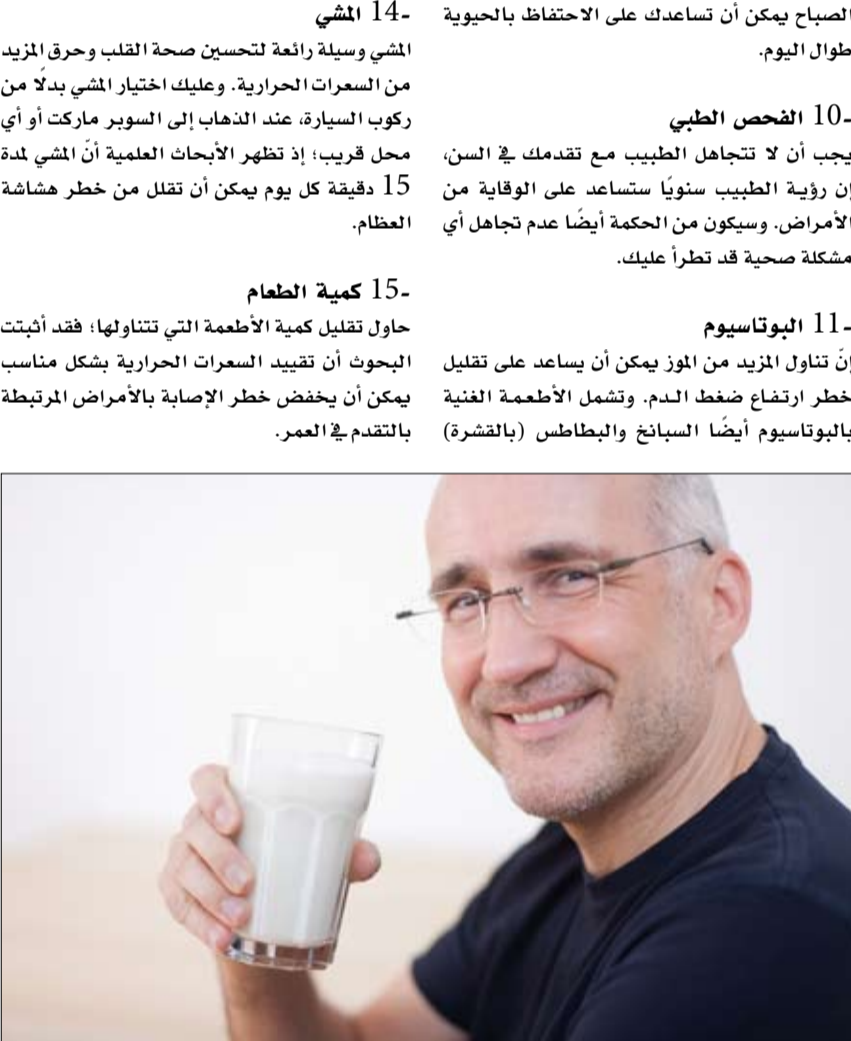 الصباح يمكن أن تساعدك على الاحتفاظ بالحيوية
طوال اليوم.
10- الفحص الطبي
يجب أن لا تتجاهل الطبيب مع تقدمك في السن،
إن رؤية الطبيب سنويًا ستساعد على الوقاية من
الأمراض. وسيكون من الحكمة أيضًا عدم تجاهل أي
مشكلة صحية قد تطرأ عليك.
11- البوتاسيوم
إنّ تناول المزيد من الموز يمكن أن يساعد على تقليل
خطر ارتفاع ضغط الدم. وتشمل الأطعمة الغنية
بالبوتاسيوم أيضًا السبانخ والبطاطس (بالقشرة)
14- المشي
المشي وسيلة رائعة لتحسين صحة القلب وحرق المزيد
من السعرات الحرارية. وعليك اختيار المشي بدلًا من
ركوب السيارة، عند الذهاب إلى السوبر ماركت أو أي
محل قريب؛ إذ تظهر الأبحاث العلمية أنّ المشي لمدة
15 دقيقة كل يوم يمكن أن تقلل من خطر هشاشة
العظام.
15- كمية الطعام
حاول تقليل كمية الأطعمة التي تتناولها؛ فقد أثبتت
البحوث أن تقييد السعرات الحرارية بشكل مناسب
يمكن أن يخفض خطر الإصابة بالأمراض المرتبطة
بالتقدم في العمر.